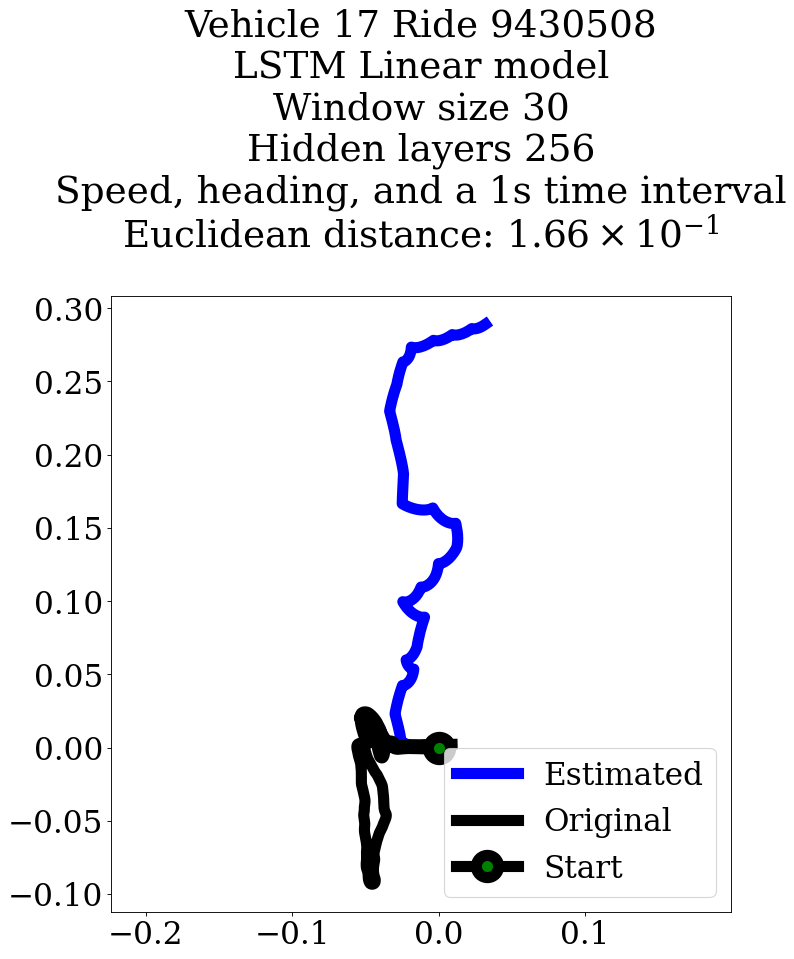 Vehicle 17 Ride 9430508
LSTM Linear model
Window size 30
Hidden layers 256
Speed, heading, and a 1s time interval
Euclidean distance: 1.66 × 10⁻¹
0.30
0.25
0.20
0.15
0.10
0.05
0.00
−0.05
−0.10
Estimated
Original
Start
−0.2 −0.1 0.0 0.1